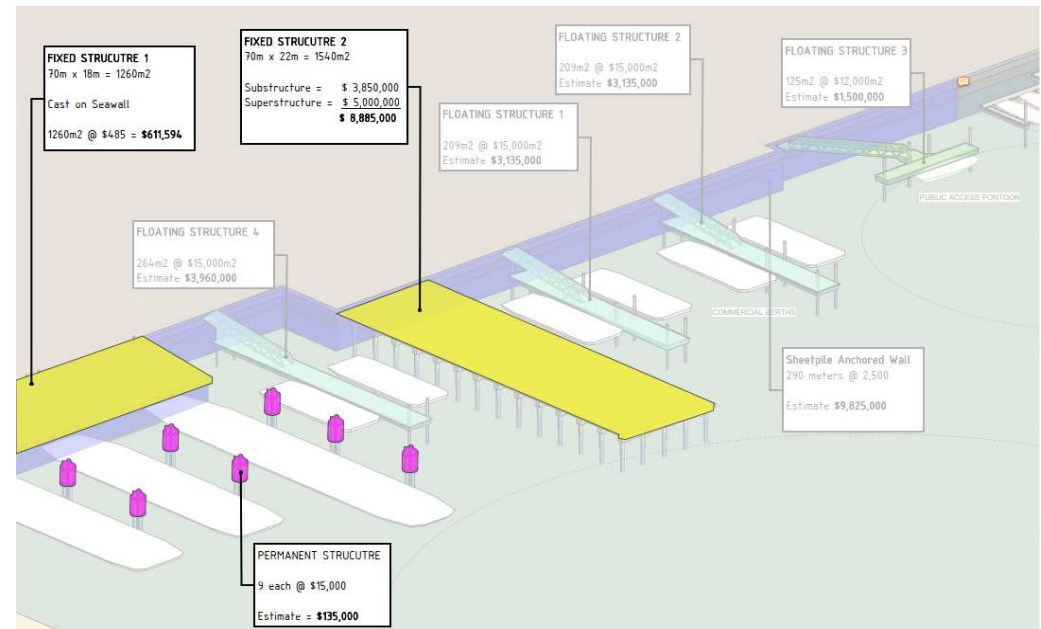 FIXED STRUCUTRE 1
70m x 18m = 1260m2
Cast on Seawall
1260m2 @ $485 = $611,594
FIXED STRUCUTRE 2
70m x 22m = 1540m2
Substructure = $ 3,850,000
Superstructure = $ 5,000,000
$ 8,885,000
FLOATING STRUCTURE 2
209m2 @ $15,000m2
Estimate $3,135,000
FLOATING STRUCTURE 3
125m2 @ $12,000m2
Estimate $1,500,000
FLOATING STRUCTURE 1
209m2 @ $15,000m2
Estimate $3,135,000
PUBLIC ACCESS PONTOON
FLOATING STRUCTURE 4
264m2 @ $15,000m2
Estimate $3,960,000
COMMERCIAL BERTHS
Sheetpile Anchored Wall
290 meters @ 2,500
Estimate $9,825,000
PERMANENT STRUCUTRE
9 each @ $15,000
Estimate = $135,000